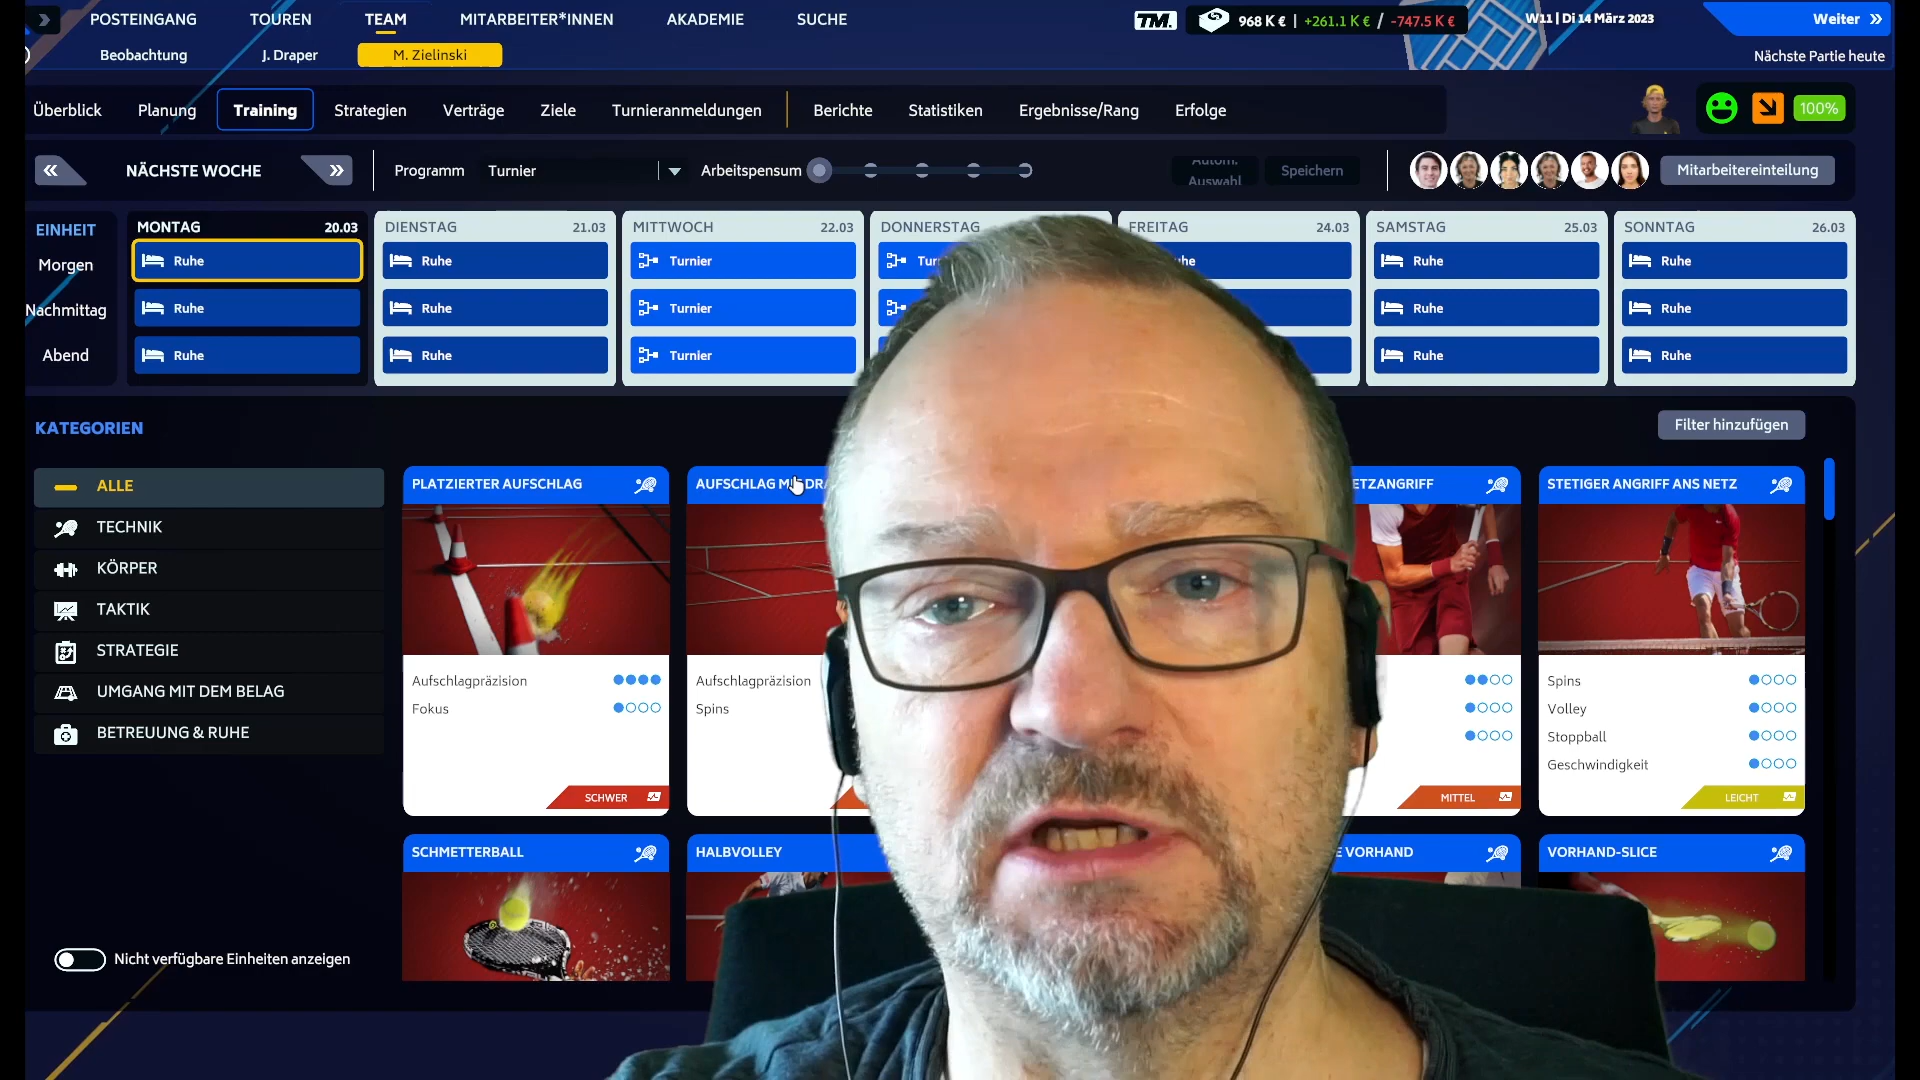 POSTEINGANG TOUREN TEAM MITARBEITER*INNEN AKADEMIE SUCHE
TM. 968 K € | +261.1 K € / -747.5 K € W11 | Di 14 März 2023 Weiter
Beobachtung J. Draper M. Zielinski Nächste Partie heute
Überblick Planung Training Strategien Verträge Ziele Turnieranmeldungen Berichte Statistiken Ergebnisse/Rang Erfolge 100%
NÄCHSTE WOCHE Programm Turnier Arbeitspensum Autom. Auswahl Speichern Mitarbeitereinteilung
EINHEIT MONTAG 20.03 DIENSTAG 21.03 MITTWOCH 22.03 DONNERSTAG FREITAG 24.03 SAMSTAG 25.03 SONNTAG 26.03
Morgen Ruhe Ruhe Turnier Ruhe Ruhe
Nachmittag Ruhe Ruhe Turnier Ruhe Ruhe
Abend Ruhe Ruhe Turnier Ruhe Ruhe
KATEGORIEN Filter hinzufügen
ALLE
TECHNIK
KÖRPER
TAKTIK
STRATEGIE
UMGANG MIT DEM BELAG
BETREUUNG & RUHE
Nicht verfügbare Einheiten anzeigen
PLATZIERTER AUFSCHLAG
Aufschlagpräzision
Fokus
SCHWER
AUFSCHLAG
Aufschlagpräzision
Spins
ETZANGRIFF
MITTEL
STETIGER ANGRIFF ANS NETZ
Spins
Volley
Stoppball
Geschwindigkeit
LEICHT
SCHMETTERBALL
HALBVOLLEY
VORHAND
VORHAND-SLICE